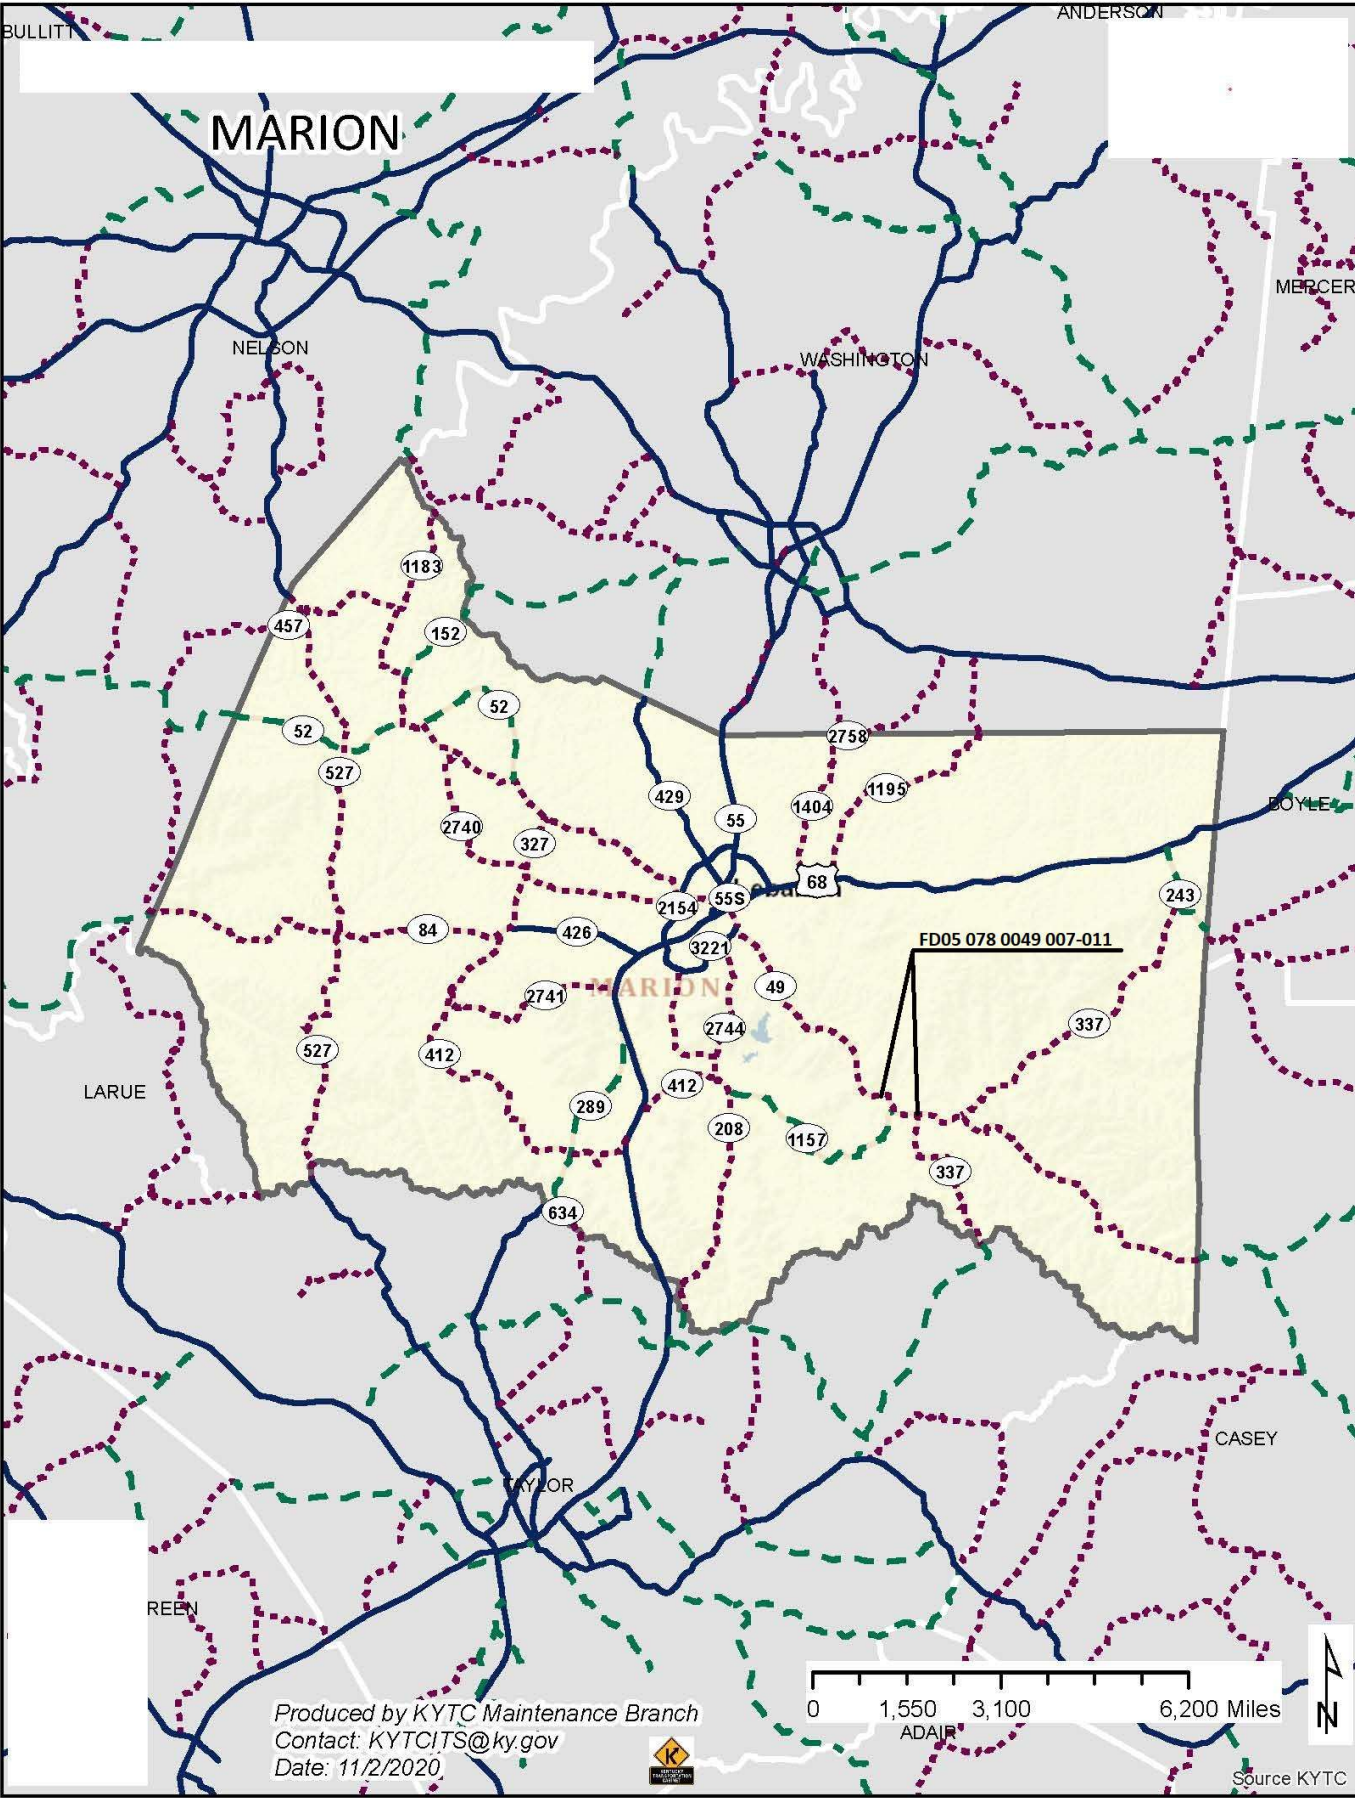 BULLITT
ANDERSON
MARION
MERCER
NELSON
WASHINGTON
1183
457
152
52
52
2758
527
1195
429
1404
BOYLE
55
2740
327
68
243
55S
2154
84
426
FD05 078 0049 007-011
3221
49
MARION
2741
337
2744
527
412
412
LARUE
289
208
1157
337
634
CASEY
TAYLOR
REEN
0 1,550 3,100 6,200 Miles
ADAIR
N
Produced by KYTC Maintenance Branch
Contact: KYTCITS@ky.gov
Date: 11/2/2020
K
KENTUCKY
TRANSPORTATION
CABINET
Source KYTC